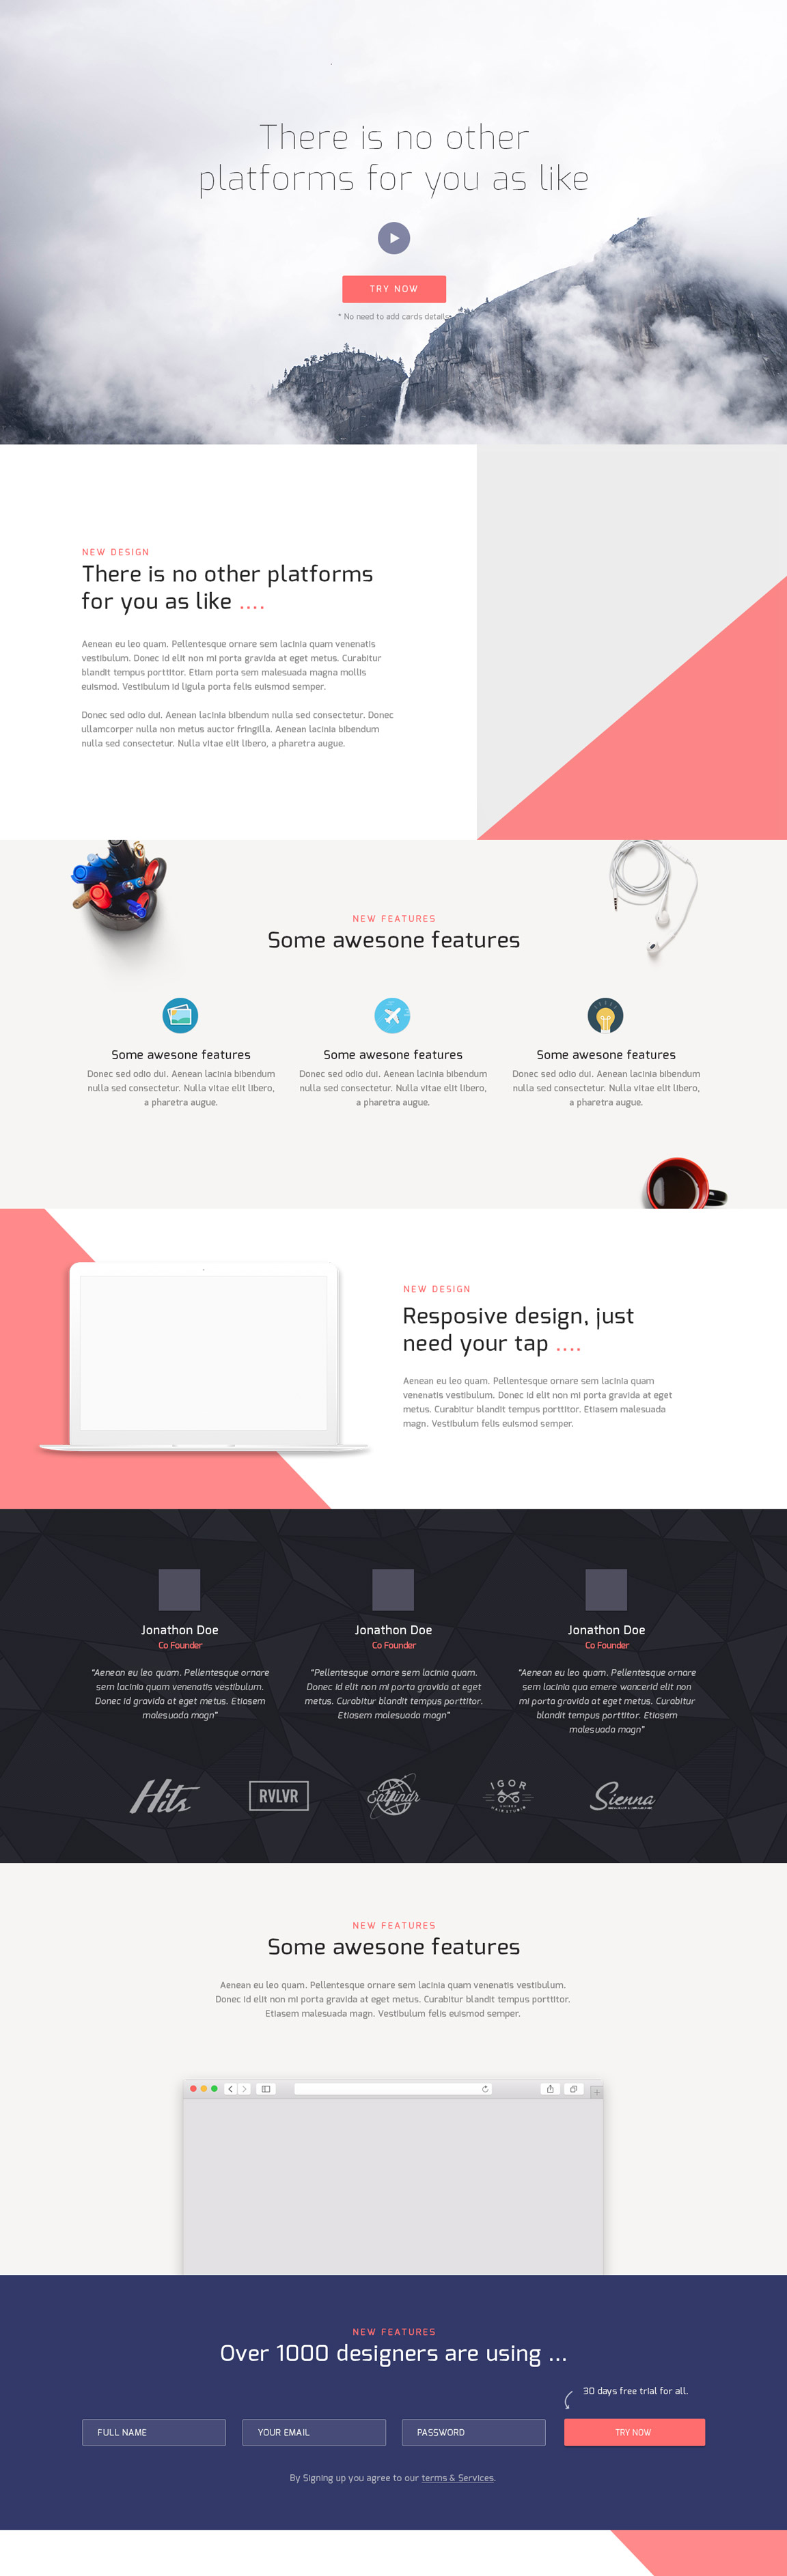 There is no other
platforms for you as like
TRY NOW
* No need to add cards details
NEW DESIGN
There is no other platforms
for you as like ....
Aenean eu leo quam. Pellentesque ornare sem lacinia quam venenatis
vestibulum. Donec id elit non mi porta gravida at eget metus. Curabitur
blandit tempus porttitor. Etiam porta sem malesuada magna mollis
euismod. Vestibulum id ligula porta felis euismod semper.
Donec sed odio dui. Aenean lacinia bibendum nulla sed consectetur. Donec
ullamcorper nulla non metus auctor fringilla. Aenean lacinia bibendum
nulla sed consectetur. Nulla vitae elit libero, a pharetra augue.
NEW FEATURES
Some awesone features
Some awesone features
Donec sed odio dui. Aenean lacinia bibendum
nulla sed consectetur. Nulla vitae elit libero,
a pharetra augue.
Some awesone features
Donec sed odio dui. Aenean lacinia bibendum
nulla sed consectetur. Nulla vitae elit libero,
a pharetra augue.
Some awesone features
Donec sed odio dui. Aenean lacinia bibendum
nulla sed consectetur. Nulla vitae elit libero,
a pharetra augue.
NEW DESIGN
Resposive design, just
need your tap ....
Aenean eu leo quam. Pellentesque ornare sem lacinia quam
venenatis vestibulum. Donec id elit non mi porta gravida at eget
metus. Curabitur blandit tempus porttitor. Etiasem malesuada
magn. Vestibulum felis euismod semper.
Jonathon Doe
Co Founder
"Aenean eu leo quam. Pellentesque ornare
sem lacinia quam venenatis vestibulum.
Donec id gravida at eget metus. Etiasem
malesuada magn"
Jonathon Doe
Co Founder
"Pellentesque ornare sem lacinia quam.
Donec id elit non mi porta gravida at eget
metus. Curabitur blandit tempus porttitor.
Etiasem malesuada magn"
Jonathon Doe
Co Founder
"Aenean eu leo quam. Pellentesque ornare
sem lacinia qua emere wancerid elit non
mi porta gravida at eget metus. Curabitur
blandit tempus porttitor. Etiasem
malesuada magn"
Hits
RVLVR
IGOR
HAIR STUDIO
Sienna
NEW FEATURES
Some awesone features
Aenean eu leo quam. Pellentesque ornare sem lacinia quam venenatis vestibulum.
Donec id elit non mi porta gravida at eget metus. Curabitur blandit tempus porttitor.
Etiasem malesuada magn. Vestibulum felis euismod semper.
NEW FEATURES
Over 1000 designers are using ...
30 days free trial for all.
FULL NAME
YOUR EMAIL
PASSWORD
TRY NOW
By Signing up you agree to our terms & Services.